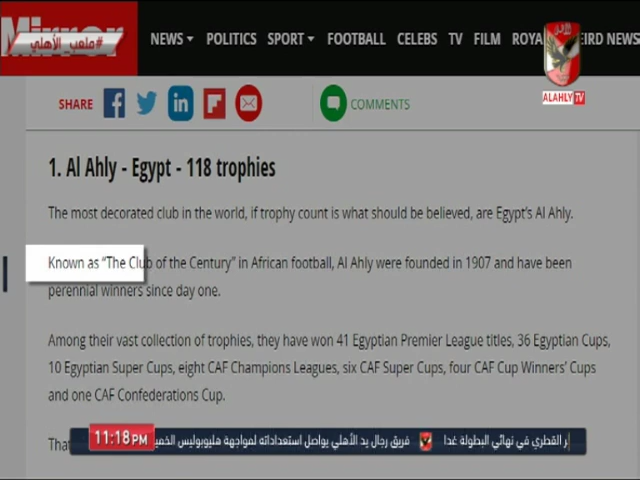 Mirror
#ملعب الأهلي
NEWS POLITICS SPORT FOOTBALL CELEBS TV FILM ROYA EIRD NEWS
ALAHLY TV
SHARE COMMENTS
1. Al Ahly - Egypt - 118 trophies
The most decorated club in the world, if trophy count is what should be believed, are Egypt's Al Ahly.
Known as “The Club of the Century” in African football, Al Ahly were founded in 1907 and have been
perennial winners since day one.
Among their vast collection of trophies, they have won 41 Egyptian Premier League titles, 36 Egyptian Cups,
10 Egyptian Super Cups, eight CAF Champions Leagues, six CAF Super Cups, four CAF Cup Winners’ Cups
and one CAF Confederations Cup.
That
11:18 PM
ر القطري في نهائي البطولة غدا فريق رجال يد الأهلي يواصل استعداداته لمواجهة هليوبوليس الخميـ